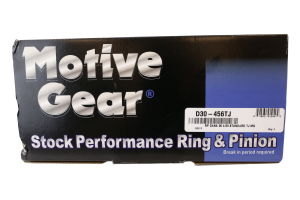 Motive
Gear®
D30-456TJ
Stock Performance Ring & Pinion
Break in period required